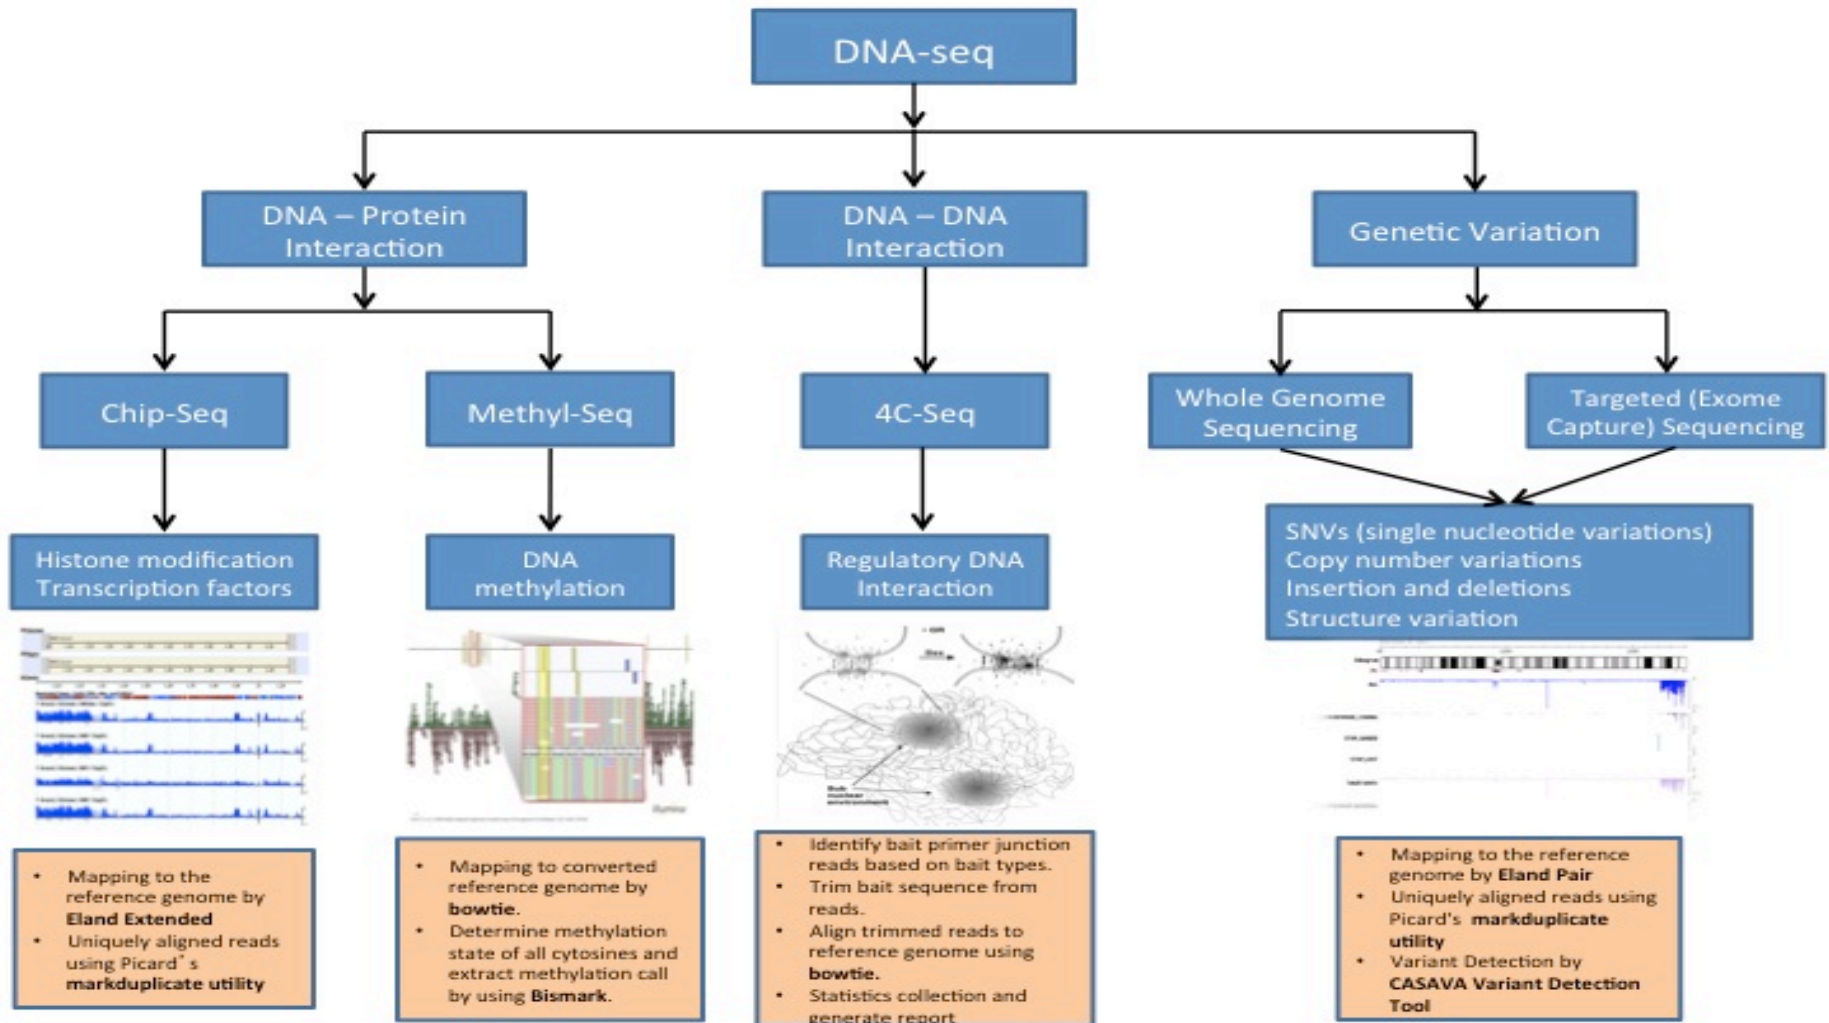 DNA-seq
DNA – Protein
Interaction
DNA – DNA
Interaction
Genetic Variation
Chip-Seq
Methyl-Seq
4C-Seq
Whole Genome
Sequencing
Targeted (Exome
Capture) Sequencing
Histone modification
Transcription factors
DNA
methylation
Regulatory DNA
Interaction
SNVs (single nucleotide variations)
Copy number variations
Insertion and deletions
Structure variation
• Mapping to the
reference genome by
Eland Extended
• Uniquely aligned reads
using Picard's
markduplicate utility
• Mapping to converted
reference genome by
bowtie.
• Determine methylation
state of all cytosines and
extract methylation call
by using Bismark.
• Identify bait primer junction
reads based on bait types.
• Trim bait sequence from
reads.
• Align trimmed reads to
reference genome using
bowtie.
• Statistics collection and
generate report
• Mapping to the reference
genome by Eland Pair
• Uniquely aligned reads using
Picard's markduplicate
utility
• Variant Detection by
CASAVA Variant Detection
Tool